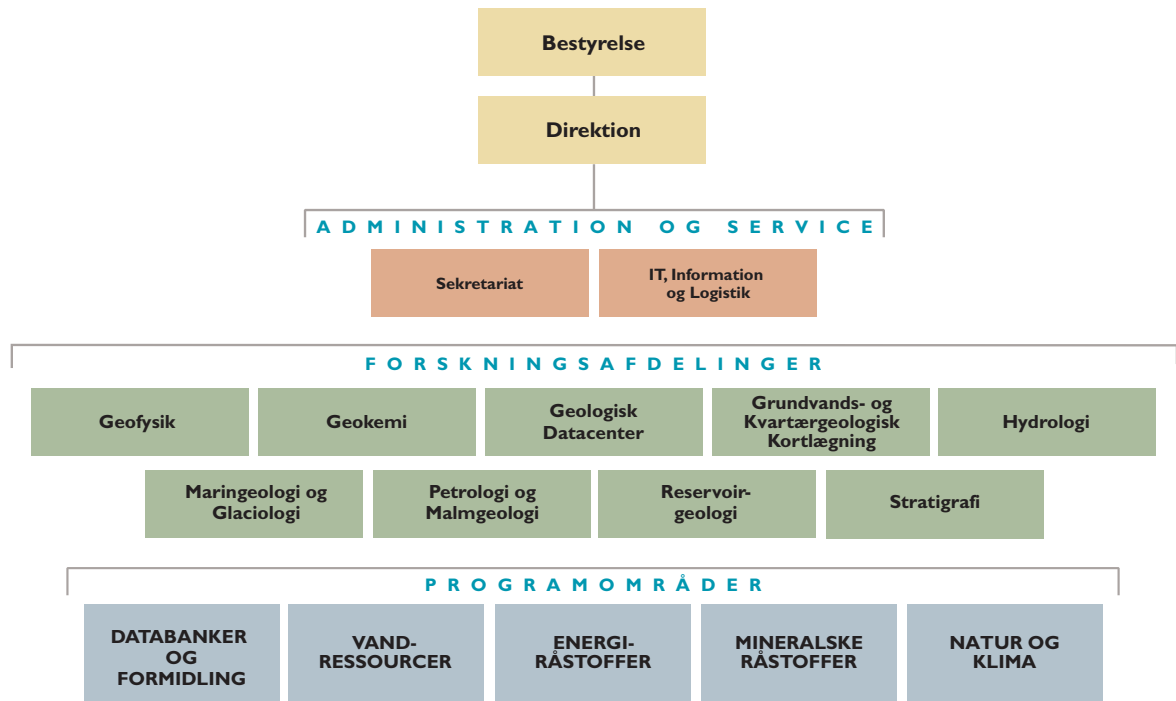 Bestyrelse
Direktion
ADMINISTRATION OG SERVICE
Sekretariat
IT, Information
og Logistik
FORSKNINGSAFDELINGER
Geofysik
Geokemi
Geologisk
Datacenter
Grundvands- og
Kvartærgeologisk
Kortlægning
Hydrologi
Maringeologi og
Glaciologi
Petrologi og
Malmgeologi
Reservoir-
geologi
Stratigrafi
PROGRAMOMRÅDER
DATABANKER
OG
FORMIDLING
VAND-
RESSOURCER
ENERGI-
RÅSTOFFER
MINERALSKE
RÅSTOFFER
NATUR OG
KLIMA